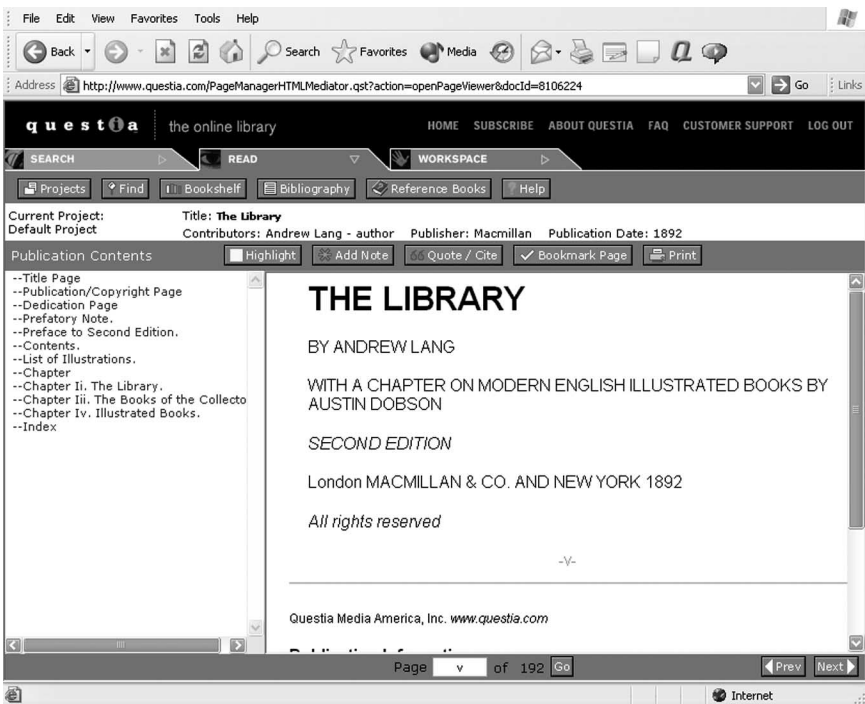 File Edit View Favorites Tools Help
Back Search Favorites Media
Address http://www.questia.com/PageManagerHTMLMediator.qst?action=openPageViewer&docId=8106224 Go Links
questia the online library HOME SUBSCRIBE ABOUT QUESTIA FAQ CUSTOMER SUPPORT LOG OUT
SEARCH READ WORKSPACE
Projects Find Bookshelf Bibliography Reference Books Help
Current Project: Title: The Library
Default Project Contributors: Andrew Lang - author Publisher: Macmillan Publication Date: 1892
Publication Contents Highlight Add Note Quote / Cite Bookmark Page Print
--Title Page
--Publication/Copyright Page
--Dedication Page
--Prefatory Note.
--Preface to Second Edition.
--Contents.
--List of Illustrations.
--Chapter
--Chapter Ii. The Library.
--Chapter Iii. The Books of the Collecto
--Chapter Iv. Illustrated Books.
--Index
THE LIBRARY
BY ANDREW LANG
WITH A CHAPTER ON MODERN ENGLISH ILLUSTRATED BOOKS BY
AUSTIN DOBSON
SECOND EDITION
London MACMILLAN & CO. AND NEW YORK 1892
All rights reserved
-v-
Questia Media America, Inc. www.questia.com
Page v of 192 Go Prev Next
Internet